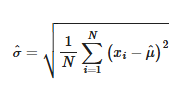 σ̂ = √(1/N ∑_{i=1}^{N} (x_i − μ̂)²)